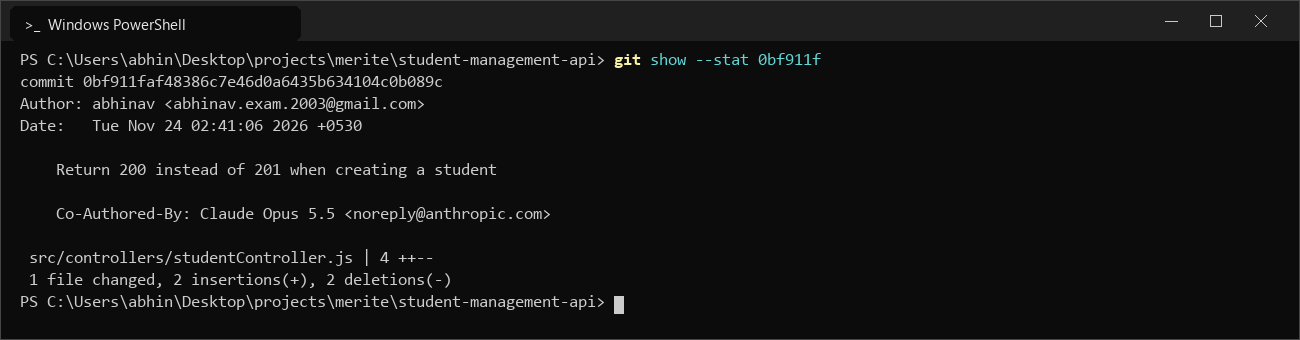 >_ Windows PowerShell
PS C:\Users\abhin\Desktop\projects\merite\student-management-api> git show --stat 0bf911f
commit 0bf911faf48386c7e46d0a6435b634104c0b089c
Author: abhinav <abhinav.exam.2003@gmail.com>
Date:   Tue Nov 24 02:41:06 2026 +0530
    Return 200 instead of 201 when creating a student
    Co-Authored-By: Claude Opus 5.5 <noreply@anthropic.com>
 src/controllers/studentController.js | 4 ++--
 1 file changed, 2 insertions(+), 2 deletions(-)
PS C:\Users\abhin\Desktop\projects\merite\student-management-api>